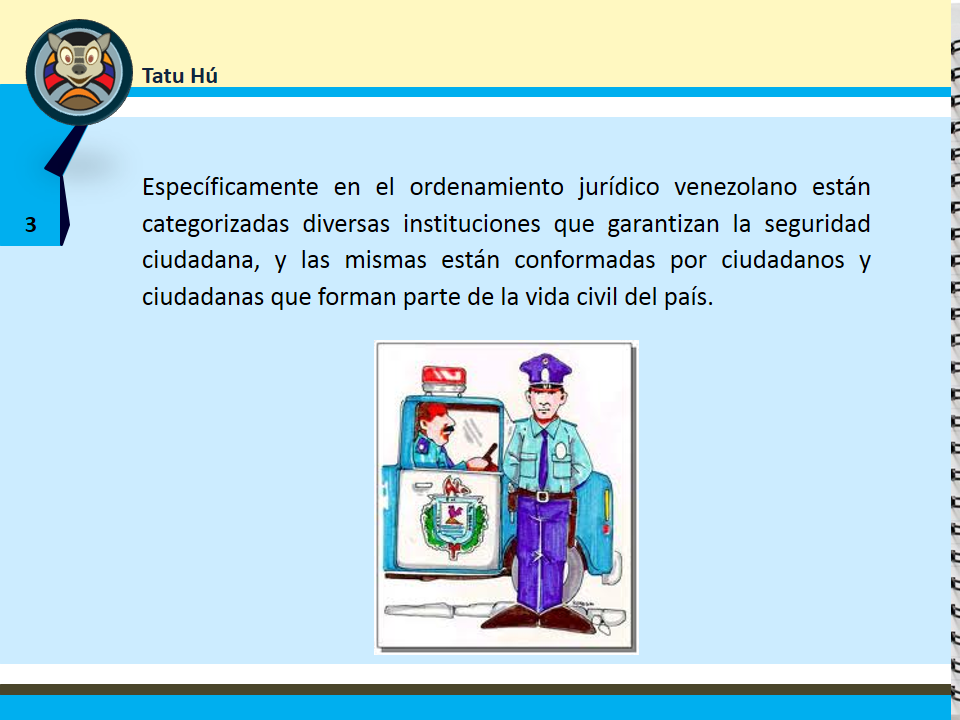 Tatu Hú
3
Específicamente en el ordenamiento jurídico venezolano están
categorizadas diversas instituciones que garantizan la seguridad
ciudadana, y las mismas están conformadas por ciudadanos y
ciudadanas que forman parte de la vida civil del país.